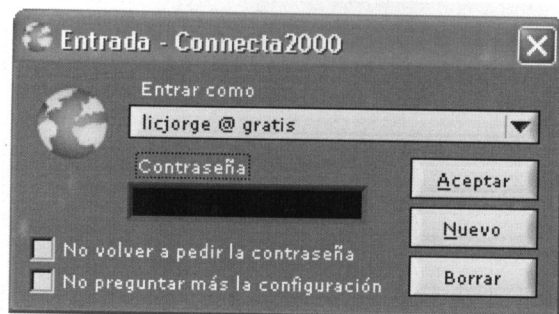 Entrada - Connecta2000
Entrar como
licjorge @ gratis
Contraseña
Aceptar
Nuevo
No volver a pedir la contraseña
No preguntar más la configuración
Borrar